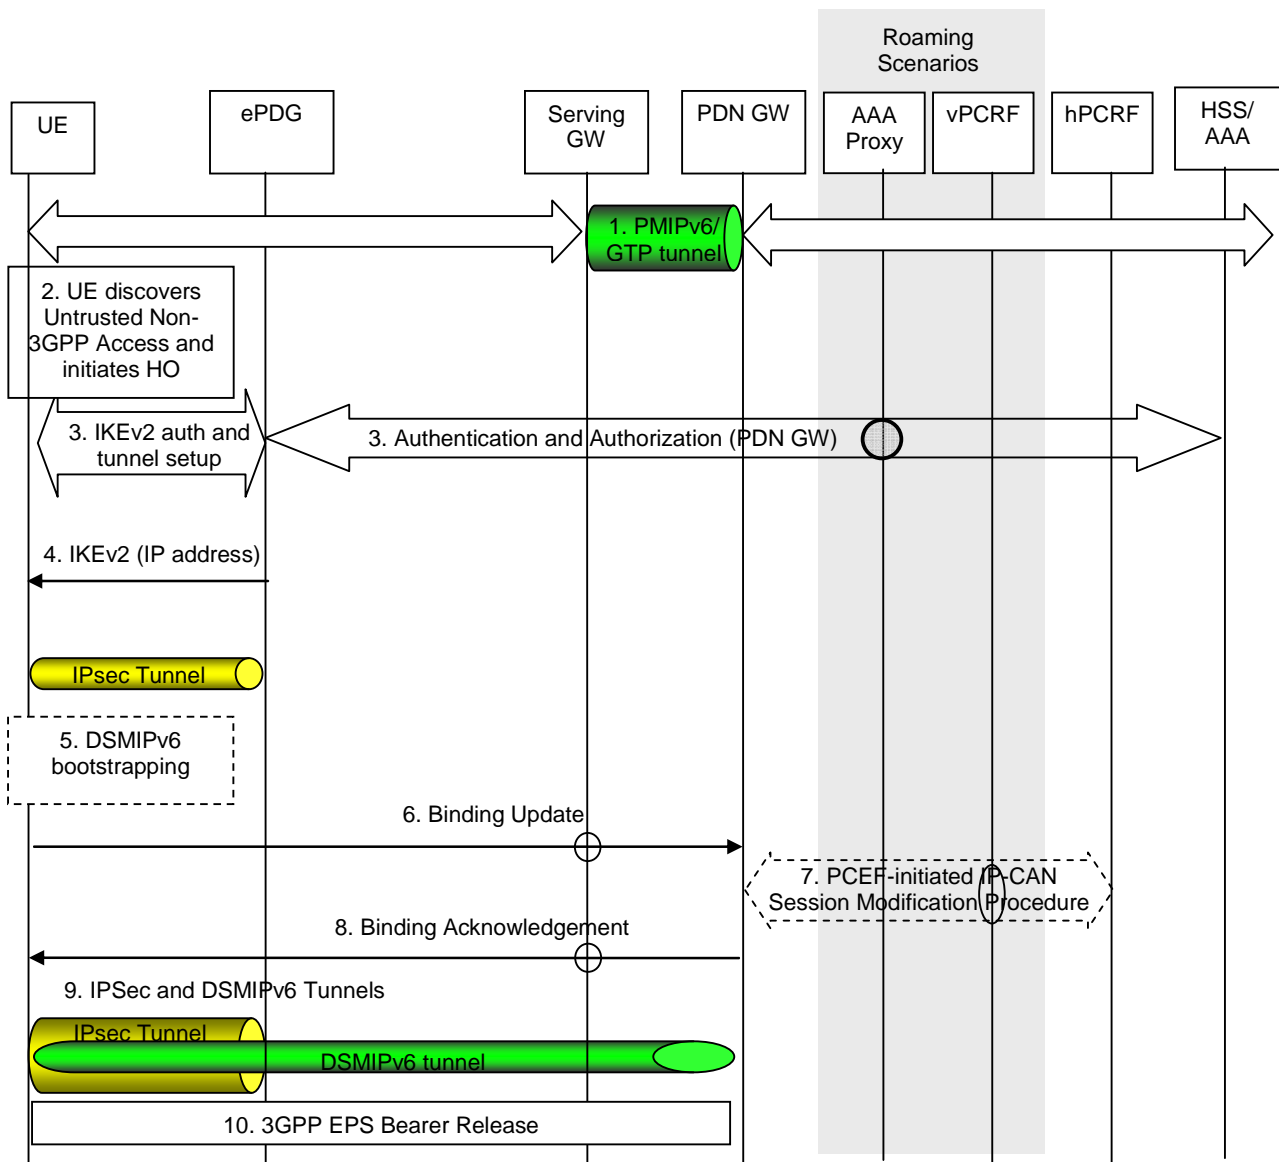 Roaming
Scenarios
UE
ePDG
Serving
GW
PDN GW
AAA
Proxy
vPCRF
hPCRF
HSS/
AAA
1. PMIPv6/
GTP tunnel
2. UE discovers
Untrusted Non-
3GPP Access and
initiates HO
3. IKEv2 auth and
tunnel setup
3. Authentication and Authorization (PDN GW)
4. IKEv2 (IP address)
IPsec Tunnel
5. DSMIPv6
bootstrapping
6. Binding Update
7. PCEF-initiated IP-CAN
Session Modification Procedure
8. Binding Acknowledgement
9. IPSec and DSMIPv6 Tunnels
IPsec Tunnel
DSMIPv6 tunnel
10. 3GPP EPS Bearer Release